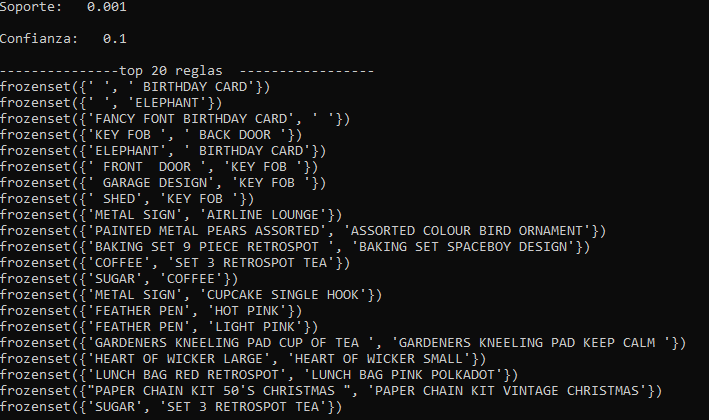 Soporte:   0.001
Confianza:   0.1
---------------top 20 reglas  -----------------
frozenset({' ', ' BIRTHDAY CARD'})
frozenset({' ', 'ELEPHANT'})
frozenset({'FANCY FONT BIRTHDAY CARD', ' '})
frozenset({'KEY FOB ', ' BACK DOOR '})
frozenset({'ELEPHANT', ' BIRTHDAY CARD'})
frozenset({' FRONT  DOOR ', 'KEY FOB '})
frozenset({' GARAGE DESIGN', 'KEY FOB '})
frozenset({' SHED', 'KEY FOB '})
frozenset({'METAL SIGN', 'AIRLINE LOUNGE'})
frozenset({'PAINTED METAL PEARS ASSORTED', 'ASSORTED COLOUR BIRD ORNAMENT'})
frozenset({'BAKING SET 9 PIECE RETROSPOT ', 'BAKING SET SPACEBOY DESIGN'})
frozenset({'COFFEE', 'SET 3 RETROSPOT TEA'})
frozenset({'SUGAR', 'COFFEE'})
frozenset({'METAL SIGN', 'CUPCAKE SINGLE HOOK'})
frozenset({'FEATHER PEN', 'HOT PINK'})
frozenset({'FEATHER PEN', 'LIGHT PINK'})
frozenset({'GARDENERS KNEELING PAD CUP OF TEA ', 'GARDENERS KNEELING PAD KEEP CALM '})
frozenset({'HEART OF WICKER LARGE', 'HEART OF WICKER SMALL'})
frozenset({'LUNCH BAG RED RETROSPOT', 'LUNCH BAG PINK POLKADOT'})
frozenset({"PAPER CHAIN KIT 50'S CHRISTMAS ", 'PAPER CHAIN KIT VINTAGE CHRISTMAS'})
frozenset({'SUGAR', 'SET 3 RETROSPOT TEA'})